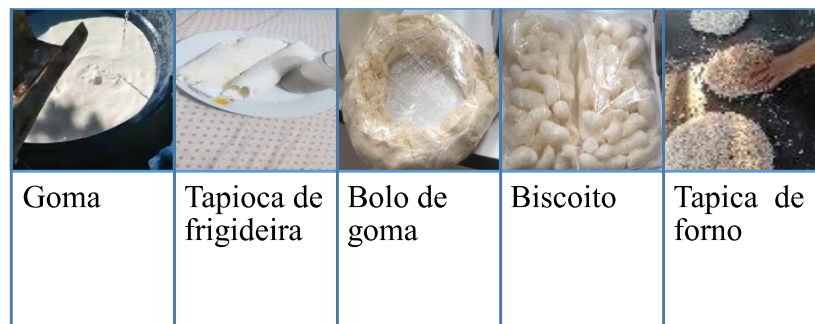 Goma
Tapioca de
frigideira
Bolo de
goma
Biscoito
Tapica de
forno